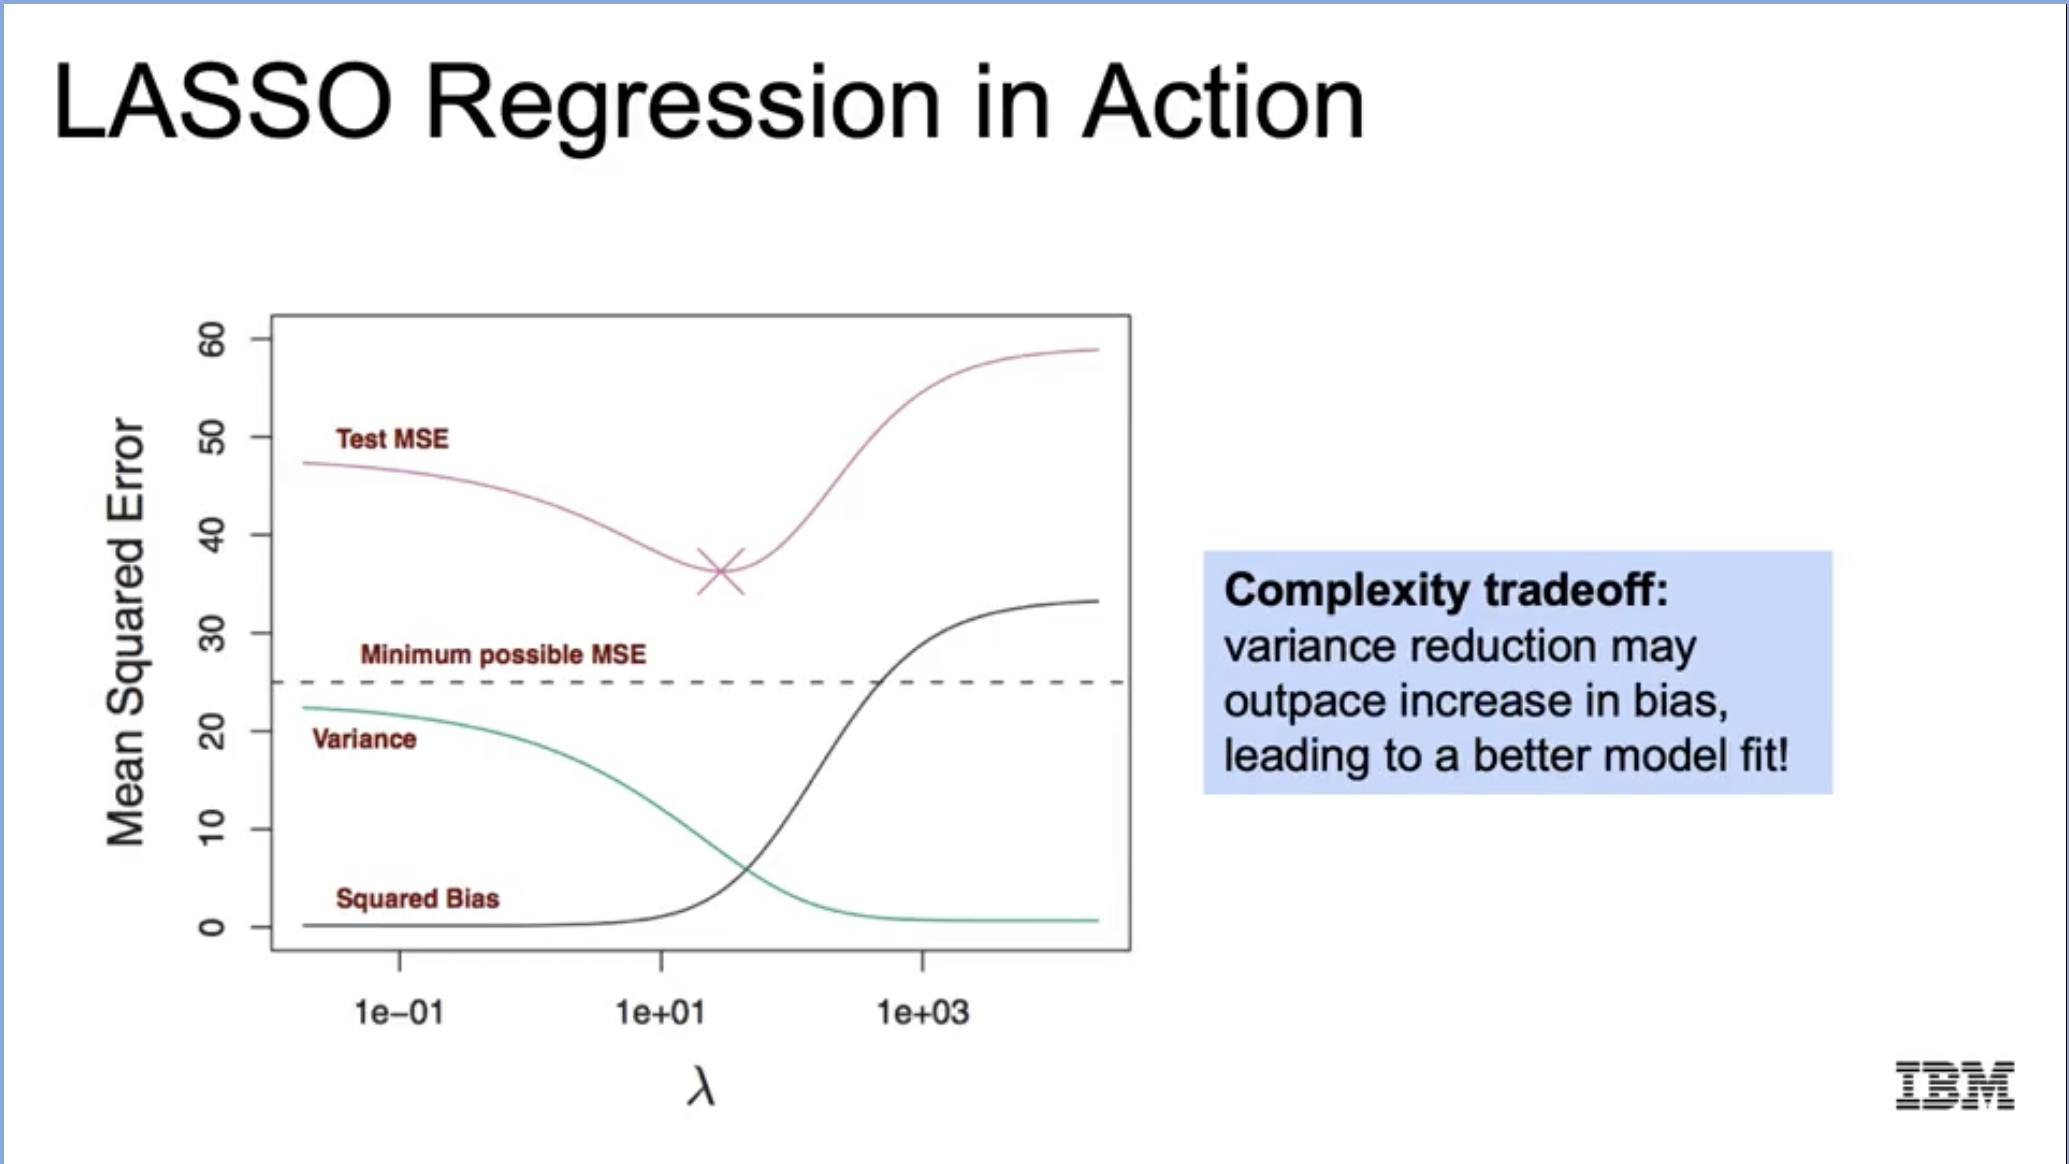 LASSO Regression in Action
Mean Squared Error
60
50
40
30
20
10
0
Test MSE
Minimum possible MSE
Variance
Squared Bias
1e−01 1e+01 1e+03
λ
Complexity tradeoff:
variance reduction may
outpace increase in bias,
leading to a better model fit!
IBM